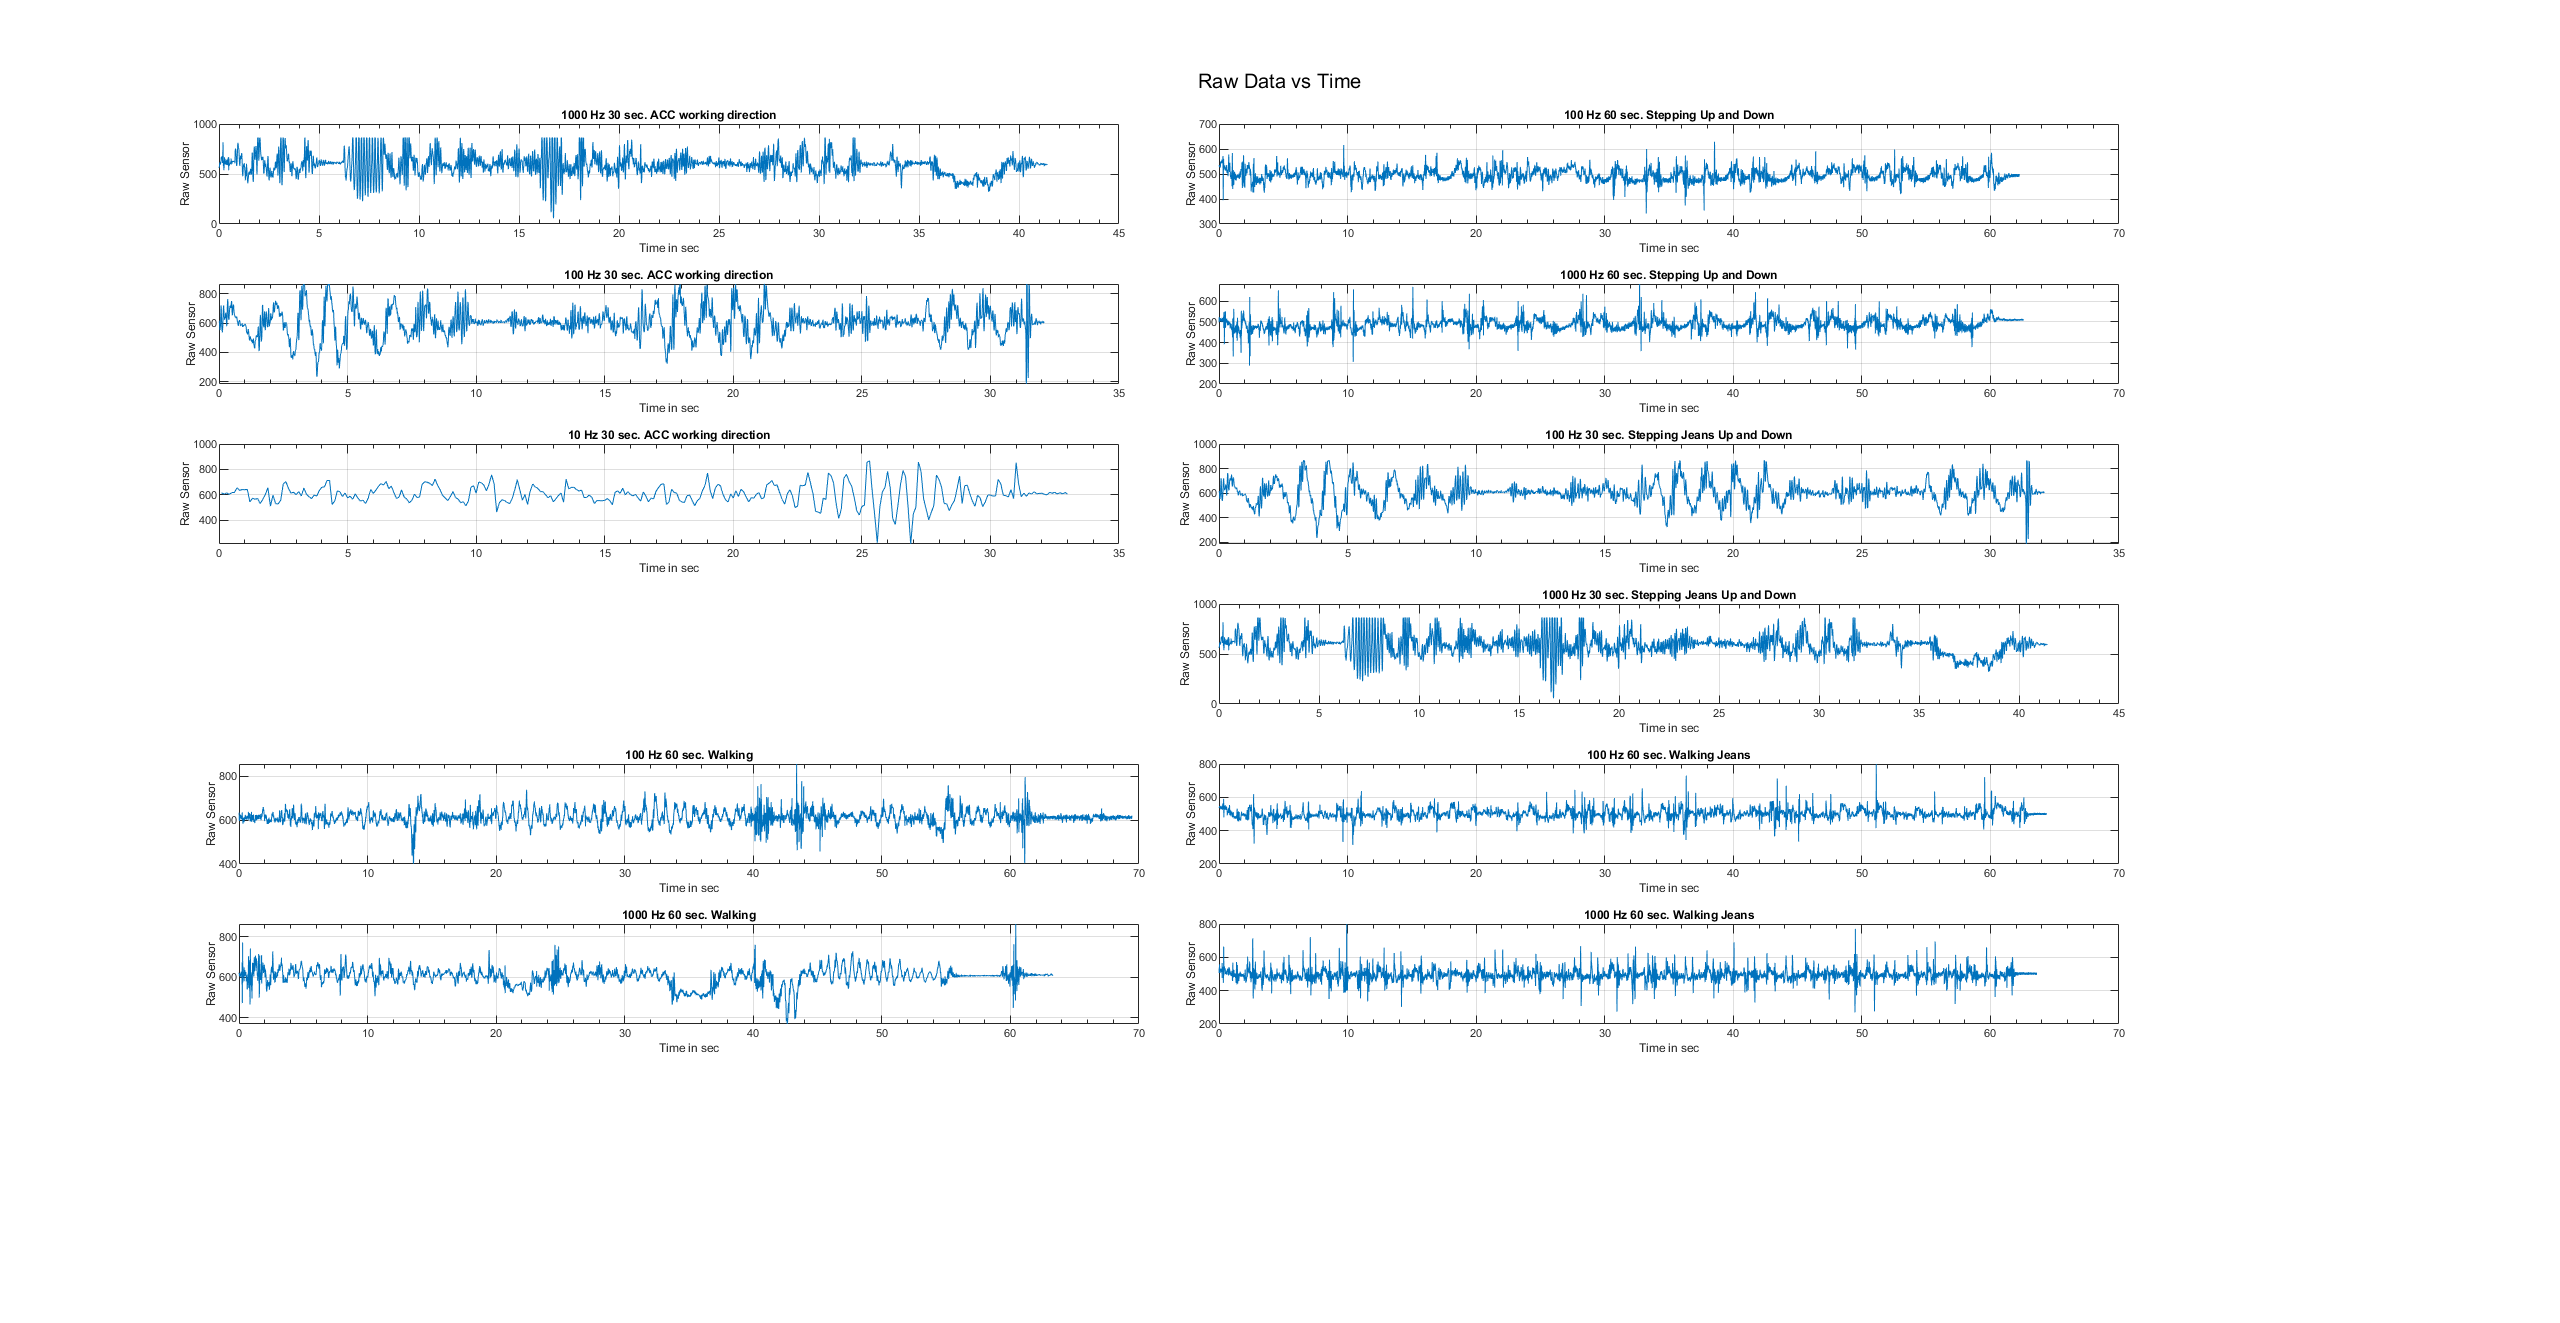 Raw Data vs Time
1000 Hz 30 sec. ACC working direction
1000
500
0
Raw Sensor
0 5 10 15 20 25 30 35 40 45
Time in sec
100 Hz 30 sec. ACC working direction
800
600
400
200
Raw Sensor
0 5 10 15 20 25 30 35
Time in sec
10 Hz 30 sec. ACC working direction
1000
800
600
400
Raw Sensor
0 5 10 15 20 25 30 35
Time in sec
100 Hz 60 sec. Walking
800
600
400
Raw Sensor
0 10 20 30 40 50 60 70
Time in sec
1000 Hz 60 sec. Walking
800
600
400
Raw Sensor
0 10 20 30 40 50 60 70
Time in sec
100 Hz 60 sec. Stepping Up and Down
700
600
500
400
300
Raw Sensor
0 10 20 30 40 50 60 70
Time in sec
1000 Hz 60 sec. Stepping Up and Down
600
500
400
300
200
Raw Sensor
0 10 20 30 40 50 60 70
Time in sec
100 Hz 30 sec. Stepping Jeans Up and Down
1000
800
600
400
200
Raw Sensor
0 5 10 15 20 25 30 35
Time in sec
1000 Hz 30 sec. Stepping Jeans Up and Down
1000
500
0
Raw Sensor
0 5 10 15 20 25 30 35 40 45
Time in sec
100 Hz 60 sec. Walking Jeans
800
600
400
200
Raw Sensor
0 10 20 30 40 50 60 70
Time in sec
1000 Hz 60 sec. Walking Jeans
800
600
400
200
Raw Sensor
0 10 20 30 40 50 60 70
Time in sec